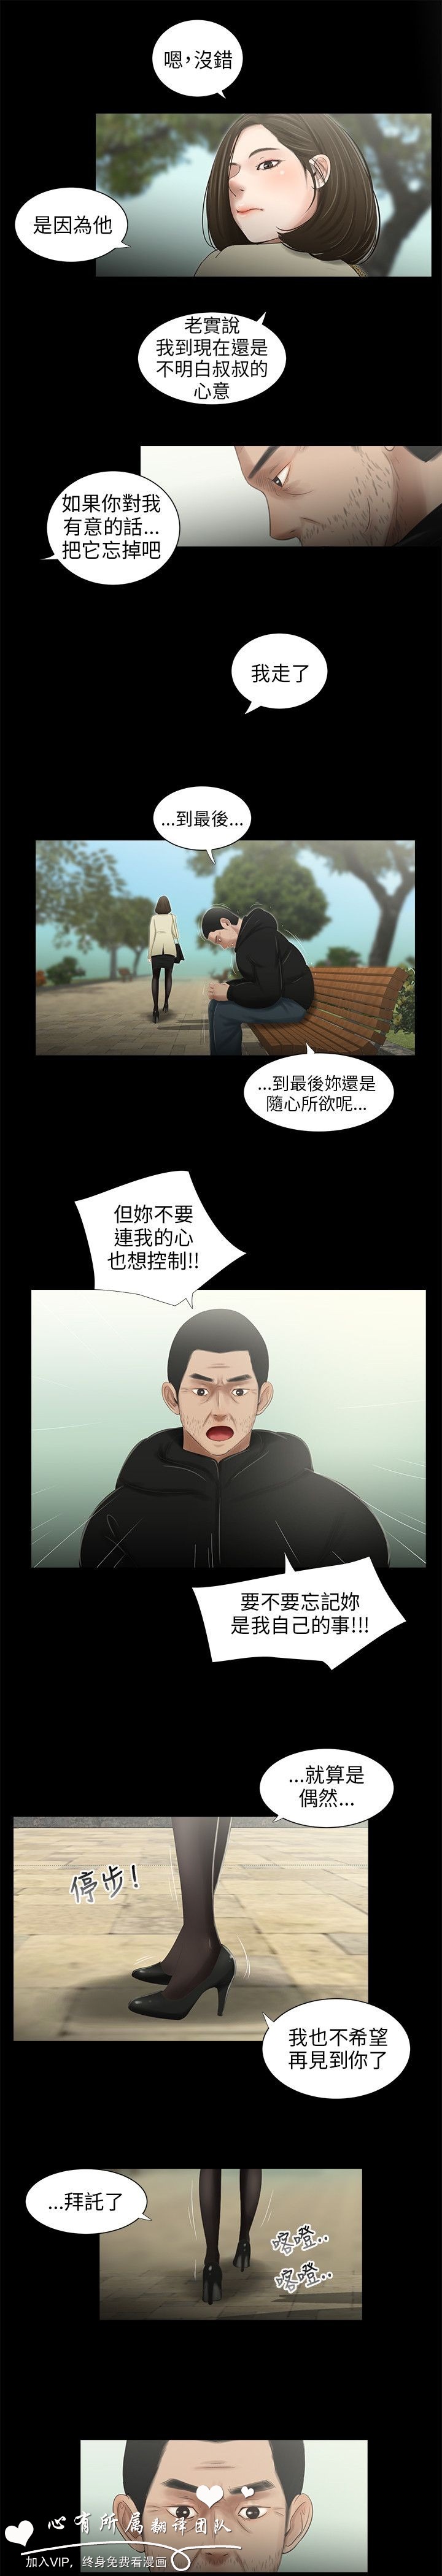 嗯，沒錯
是因為他
老實說
我到現在還是
不明白叔叔的
心意
如果你對我
有意的話...
把它忘掉吧
我走了
...到最後...
...到最後妳還是
隨心所欲呢...
但妳不要
連我的心
也想控制!!
要不要忘記妳
是我自己的事!!!
...就算是
偶然...
停步!
我也不希望
再見到你了
...拜託了
喀噔..
喀噔..
心有所属翻译团队
加入VIP，终身免费看漫画